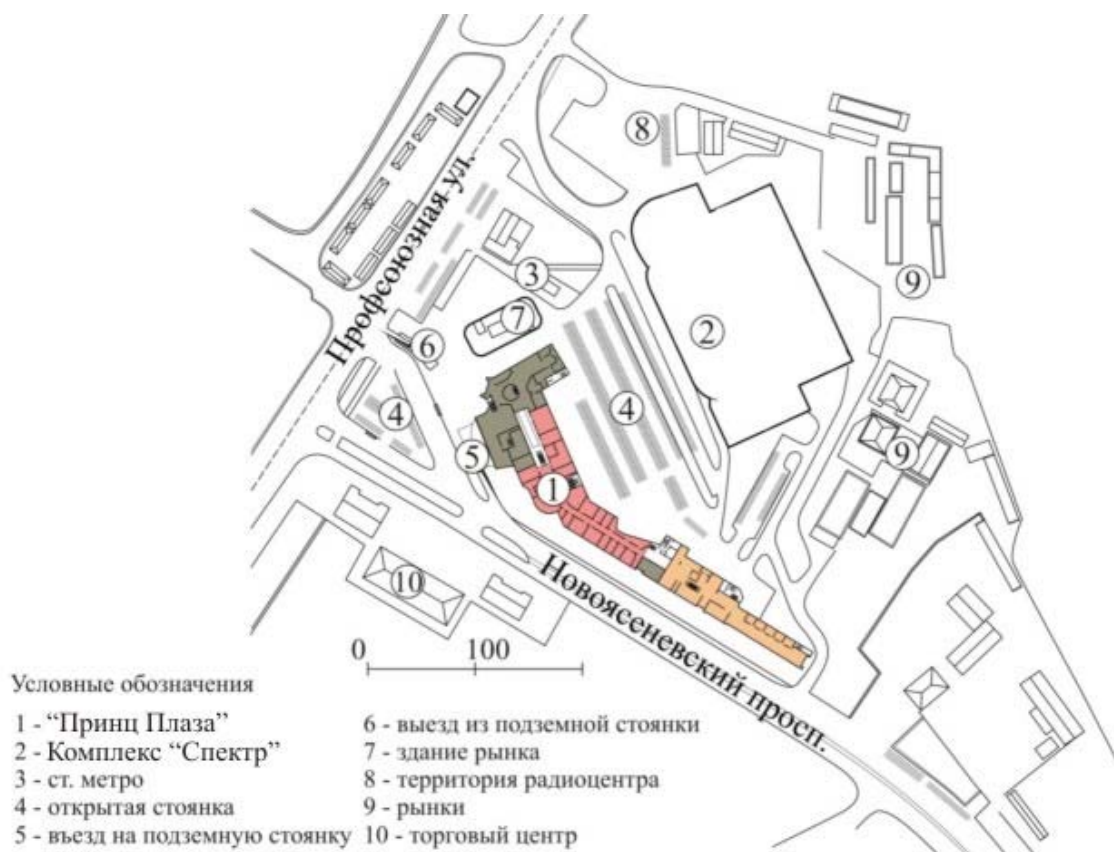 8
Профсоюзная ул.
3
9
7
2
6
4
4
9
5
1
10
Новоясеневский просп.
0 100
Условные обозначения
1 - “Принц Плаза”
2 - Комплекс “Спектр”
3 - ст. метро
4 - открытая стоянка
5 - въезд на подземную стоянку
6 - выезд из подземной стоянки
7 - здание рынка
8 - территория радиоцентра
9 - рынки
10 - торговый центр